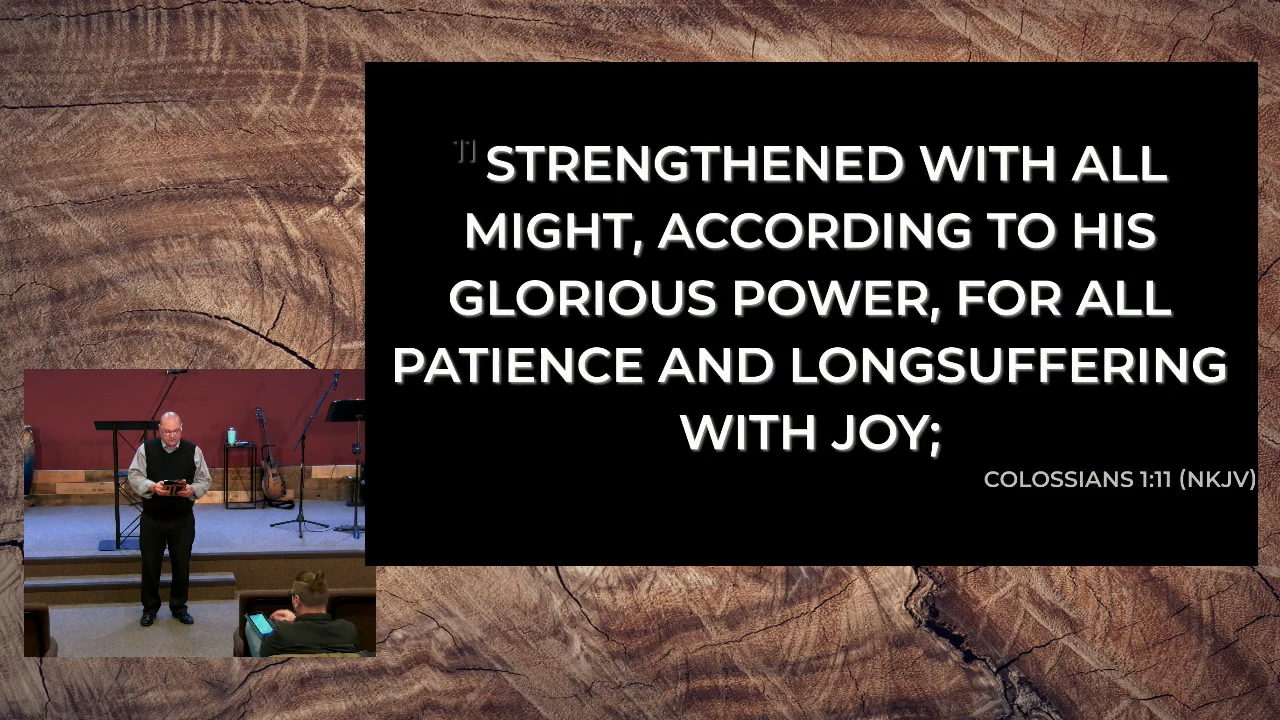 11 STRENGTHENED WITH ALL
MIGHT, ACCORDING TO HIS
GLORIOUS POWER, FOR ALL
PATIENCE AND LONGSUFFERING
WITH JOY;
COLOSSIANS 1:11 (NKJV)